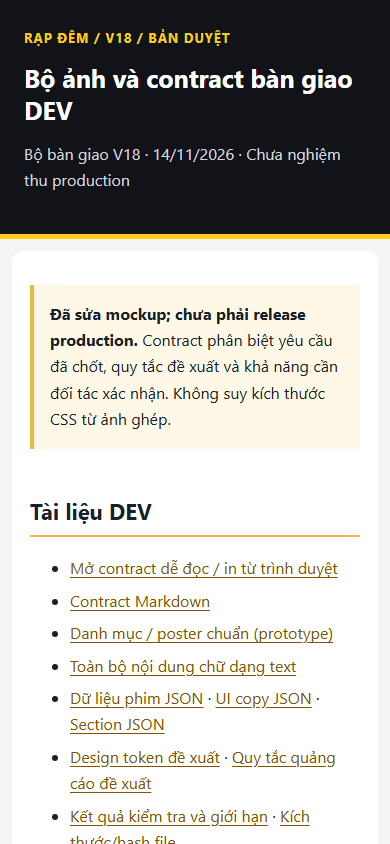 RẠP ĐÊM / V18 / BẢN DUYỆT
Bộ ảnh và contract bàn giao
DEV
Bộ bàn giao V18 · 14/11/2026 · Chưa nghiệm
thu production
Đã sửa mockup; chưa phải release
production. Contract phân biệt yêu cầu
đã chốt, quy tắc đề xuất và khả năng cần
đối tác xác nhận. Không suy kích thước
CSS từ ảnh ghép.
Tài liệu DEV
• Mở contract dễ đọc / in từ trình duyệt
• Contract Markdown
• Danh mục / poster chuẩn (prototype)
• Toàn bộ nội dung chữ dạng text
• Dữ liệu phim JSON · UI copy JSON ·
Section JSON
• Design token đề xuất · Quy tắc quảng
cáo đề xuất
• Kết quả kiểm tra và giới hạn · Kích
thước/hash file